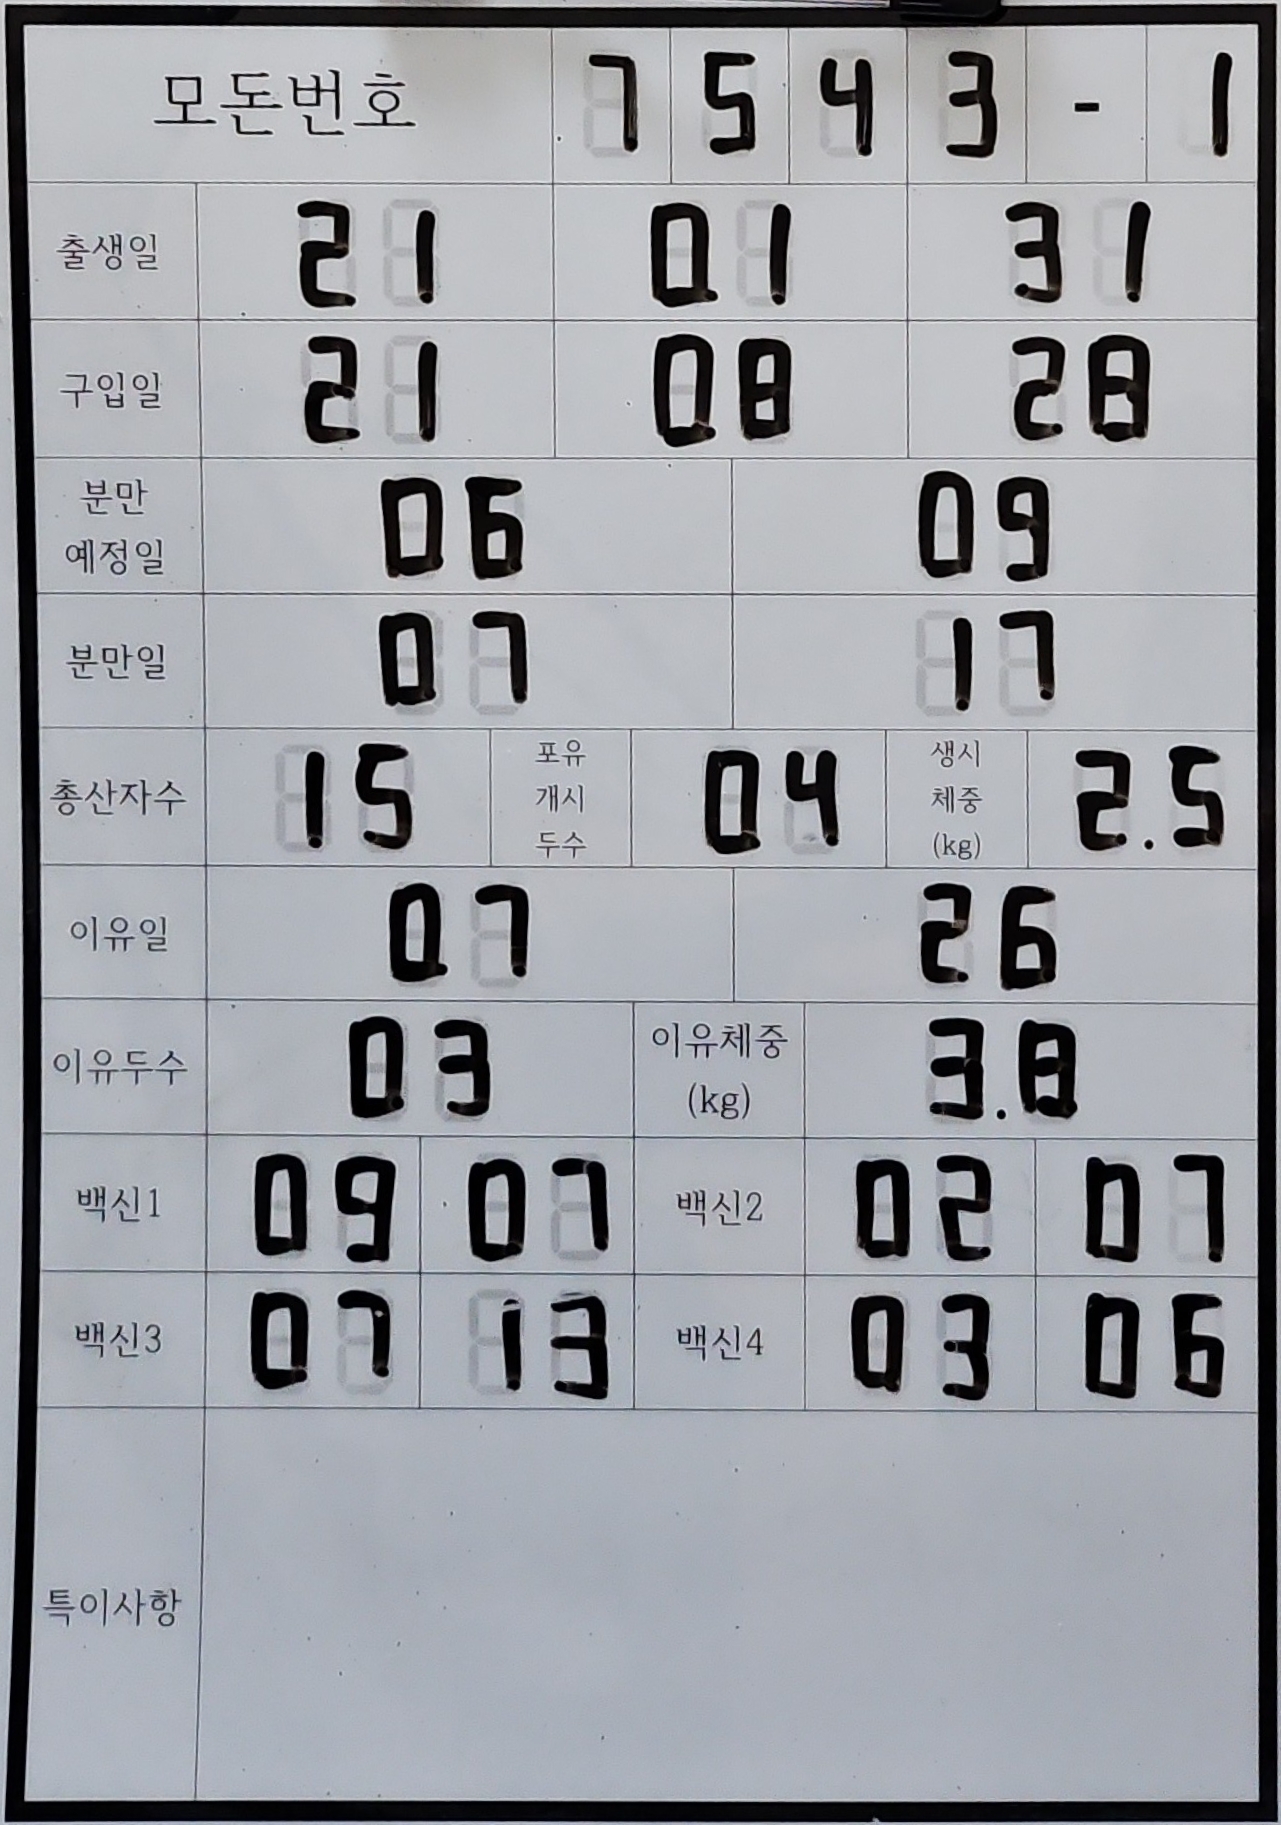 모돈번호 7 5 4 3 - 1
출생일 21 01 31
구입일 21 08 28
분만
예정일 06 09
분만일 07 17
총산자수 15 포유
개시
두수 04 생시
체중
(kg) 2.5
이유일 07 26
이유두수 03 이유체중
(kg) 3.8
백신1 09 07 백신2 02 07
백신3 07 13 백신4 03 06
특이사항